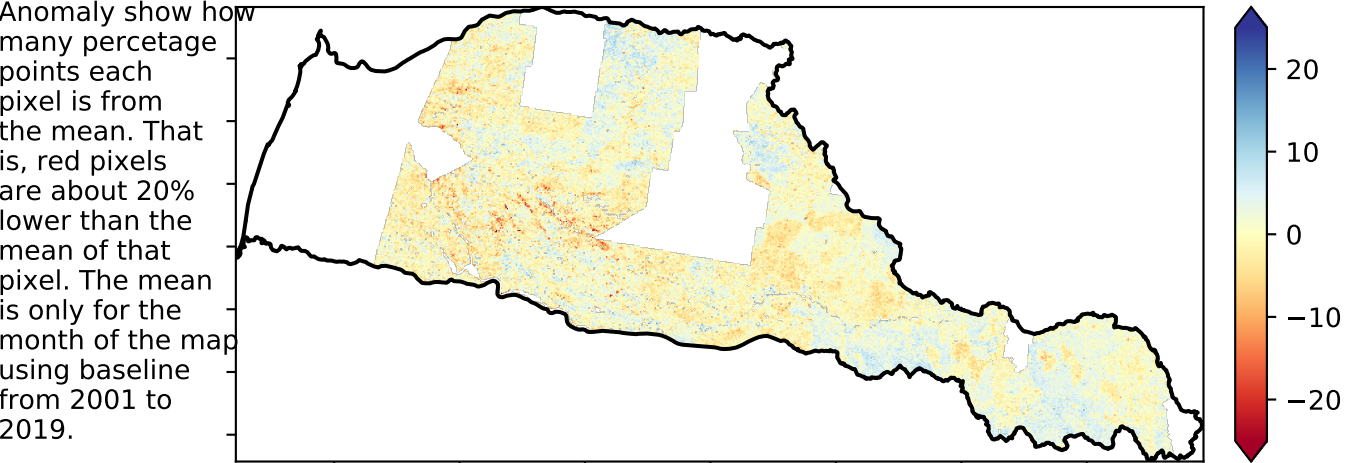 Anomaly show how
many percetage
points each
pixel is from
the mean. That
is, red pixels
are about 20%
lower than the
mean of that
pixel. The mean
is only for the
month of the map
using baseline
from 2001 to
2019.
20
10
0
−10
−20